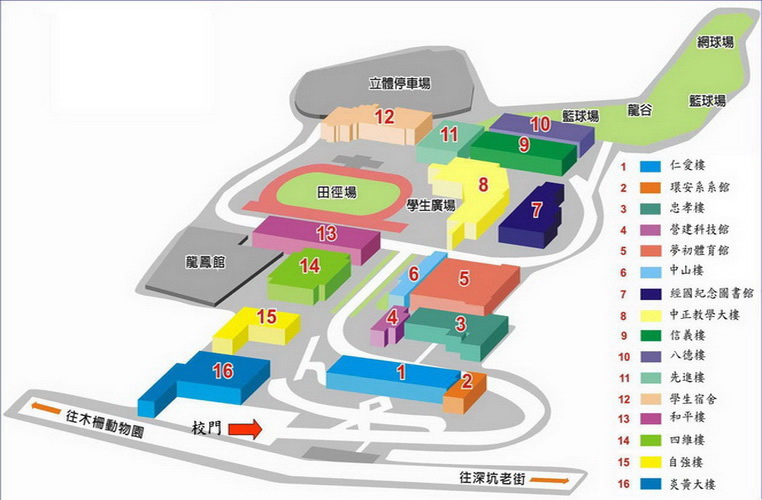 網球場
立體停車場
籃球場
龍谷
籃球場
12
11
10
9
8
7
田徑場
學生廣場
13
龍鳳館
14
6
5
15
4
3
16
1
2
校門
往木柵動物園
往深坑老街
1 仁愛樓
2 環安系系館
3 忠孝樓
4 營建科技館
5 夢初體育館
6 中山樓
7 經國紀念圖書館
8 中正教學大樓
9 信義樓
10 八德樓
11 先進樓
12 學生宿舍
13 和平樓
14 四維樓
15 自強樓
16 炎黃大樓